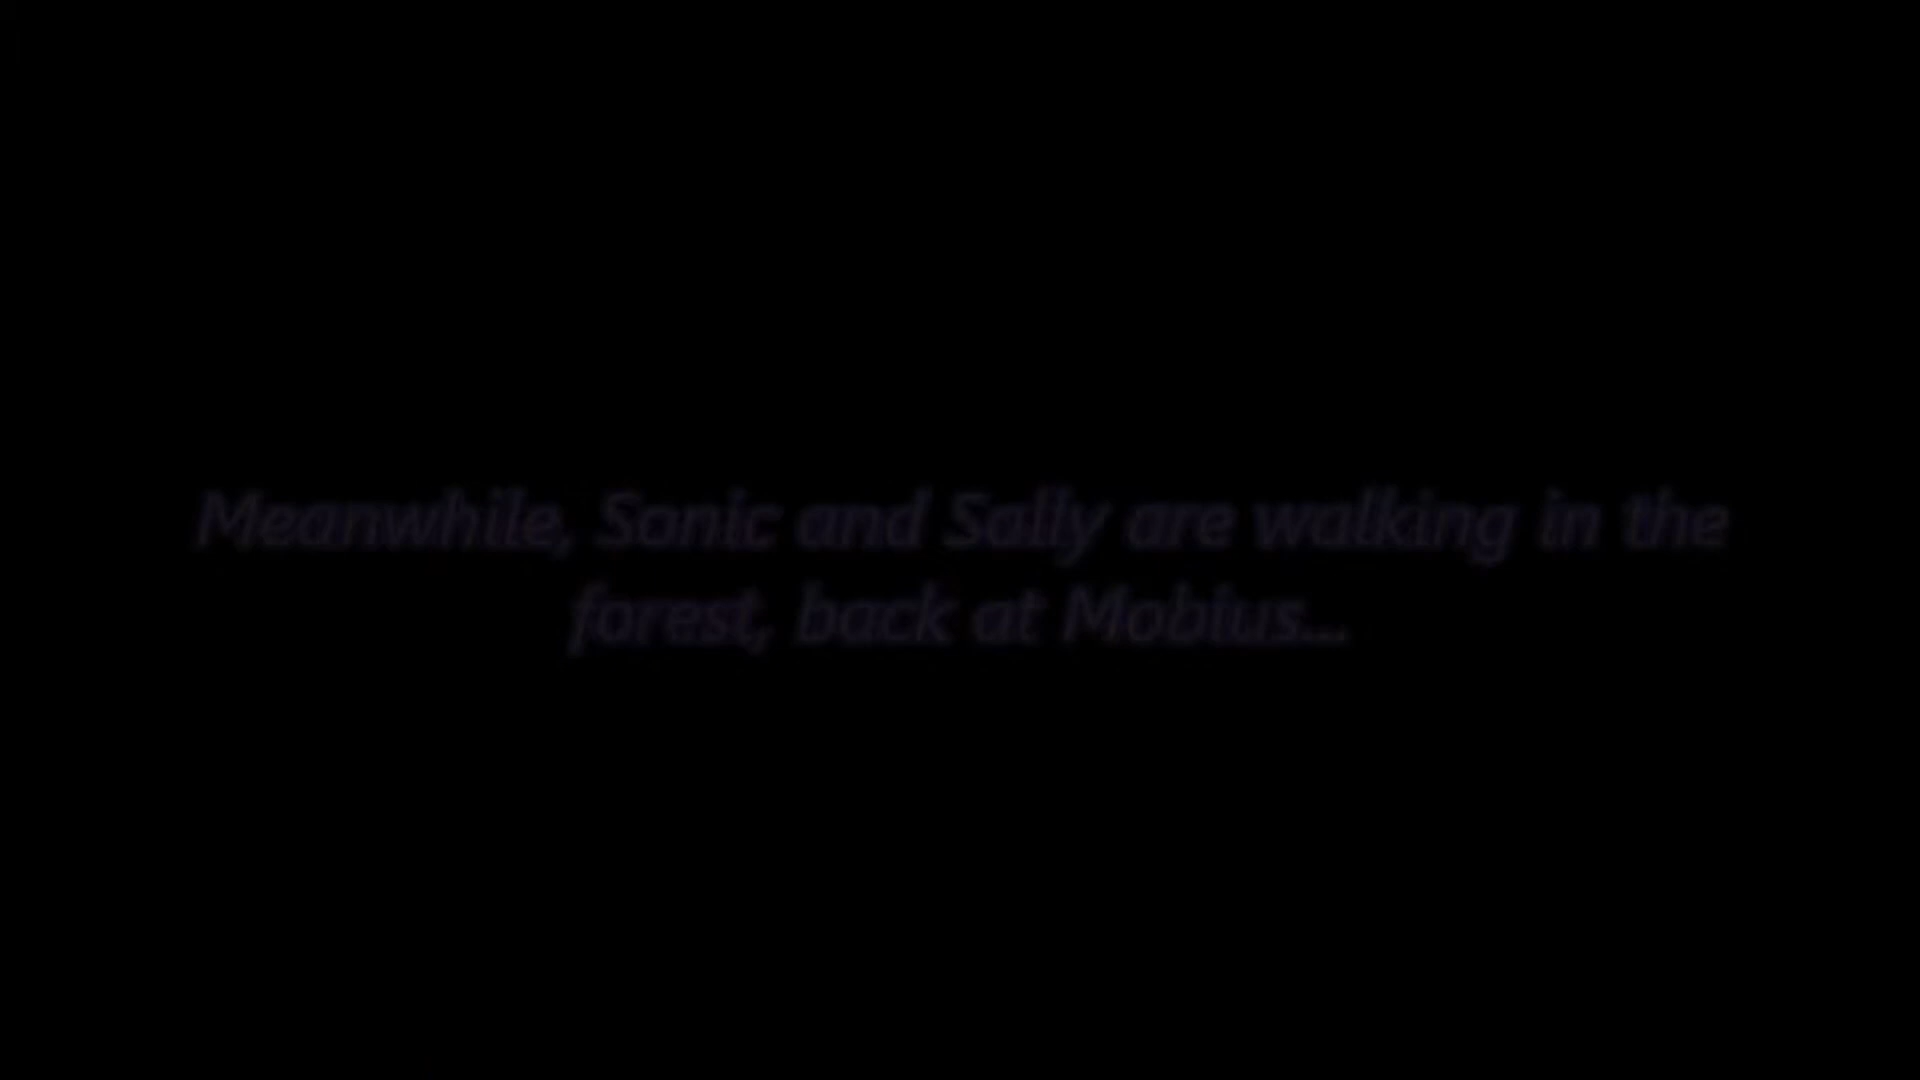 Meanwhile, Sonic and Sally are walking in the
forest, back at Mobius...